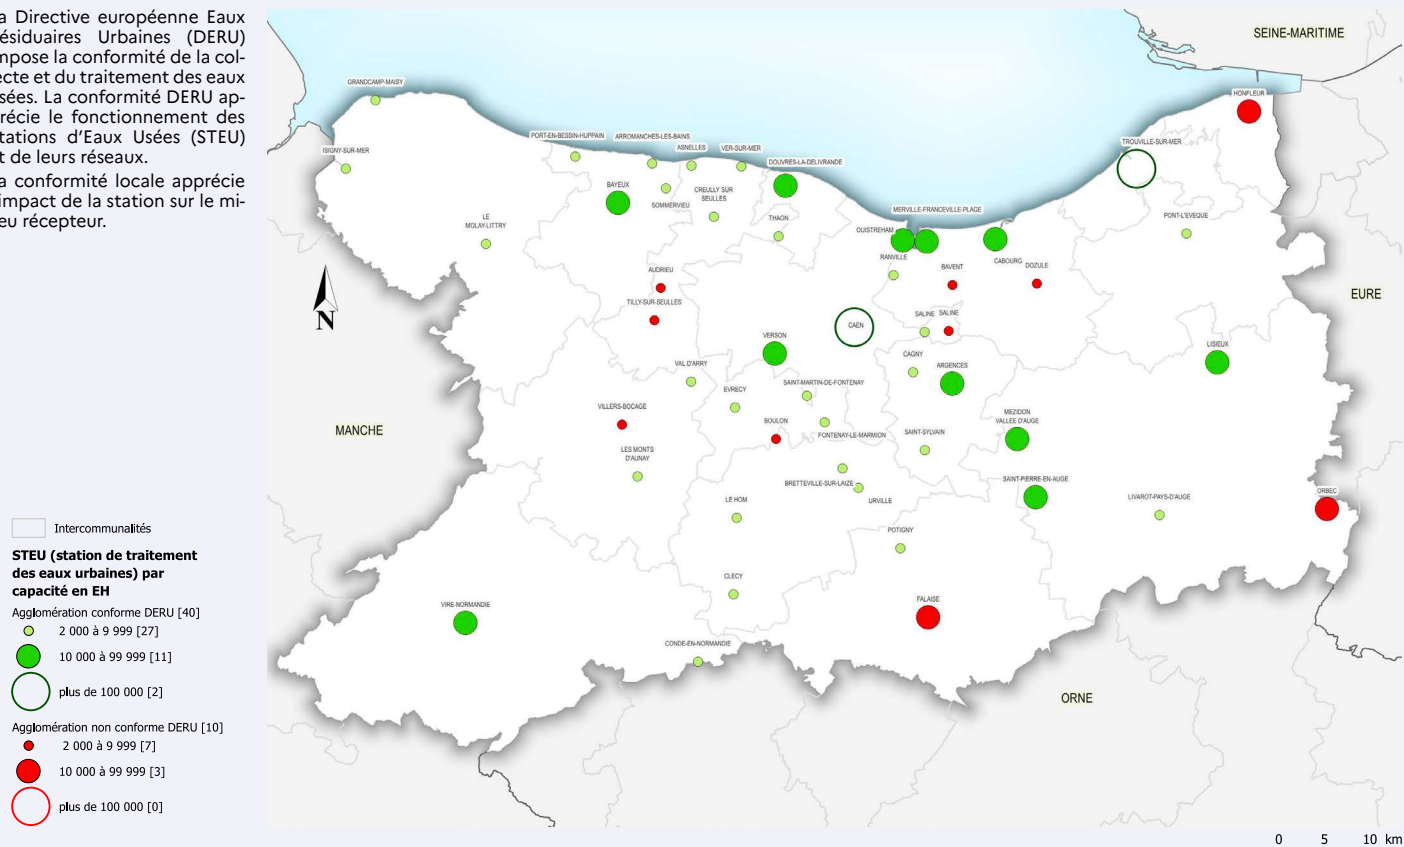 a Directive européenne Eaux
ésiduaires Urbaines (DERU)
mpose la conformité de la col-
ecte et du traitement des eaux
sées. La conformité DERU ap-
récie le fonctionnement des
tations d'Eaux Usées (STEU)
t de leurs réseaux.
a conformité locale apprécie
impact de la station sur le mi-
eu récepteur.
SEINE-MARITIME
GRANDCAMP-MAISY
HONFLEUR
PORT-EN-BESSIN-HUPPAIN
ARROMANCHES-LES-BAINS
TROUVILLE-SUR-MER
ISIGNY-SUR-MER
ASNELLES
VER-SUR-MER
DOUVRES-LA-DELIVRANDE
BAYEUX
SOMMERVIEU
CREULLY SUR
SEULLES
MERVILLE-FRANCEVILLE-PLAGE
LE
MOLAY-LITTRY
THAON
PONT-L'EVEQUE
OUISTREHAM
RANVILLE
CABOURG
AUDRIEU
BAVENT
DOZULE
EURE
N
TILLY-SUR-SEULLES
SALINE
SALINE
CAEN
VERSON
LISIEUX
VAL D'ARRY
CAGNY
ARGENCES
EVRECY
SAINT-MARTIN-DE-FONTENAY
VILLERS-BOCAGE
MEZIDON
VALLEE D'AUGE
MANCHE
BOULON
FONTENAY-LE-MARMION
SAINT-SYLVAIN
LES MONTS
D'AUNAY
BRETTEVILLE-SUR-LAIZE
SAINT-PIERRE-EN-AUGE
ORBEC
LE HOM
URVILLE
LIVAROT-PAYS-D'AUGE
POTIGNY
CLECY
FALAISE
VIRE-NORMANDIE
CONDE-EN-NORMANDIE
ORNE
Intercommunalités
STEU (station de traitement
des eaux urbaines) par
capacité en EH
Agglomération conforme DERU [40]
2 000 à 9 999 [27]
10 000 à 99 999 [11]
plus de 100 000 [2]
Agglomération non conforme DERU [10]
2 000 à 9 999 [7]
10 000 à 99 999 [3]
plus de 100 000 [0]
0 5 10 km